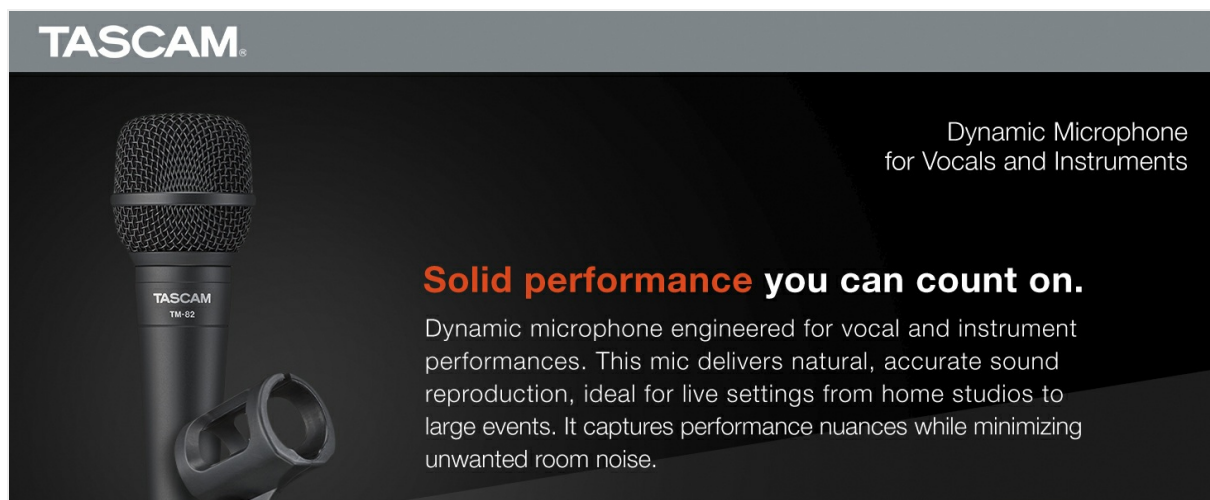 TASCAM®
Dynamic Microphone
for Vocals and Instruments
TASCAM
TM-82
Solid performance you can count on.
Dynamic microphone engineered for vocal and instrument
performances. This mic delivers natural, accurate sound
reproduction, ideal for live settings from home studios to
large events. It captures performance nuances while minimizing
unwanted room noise.